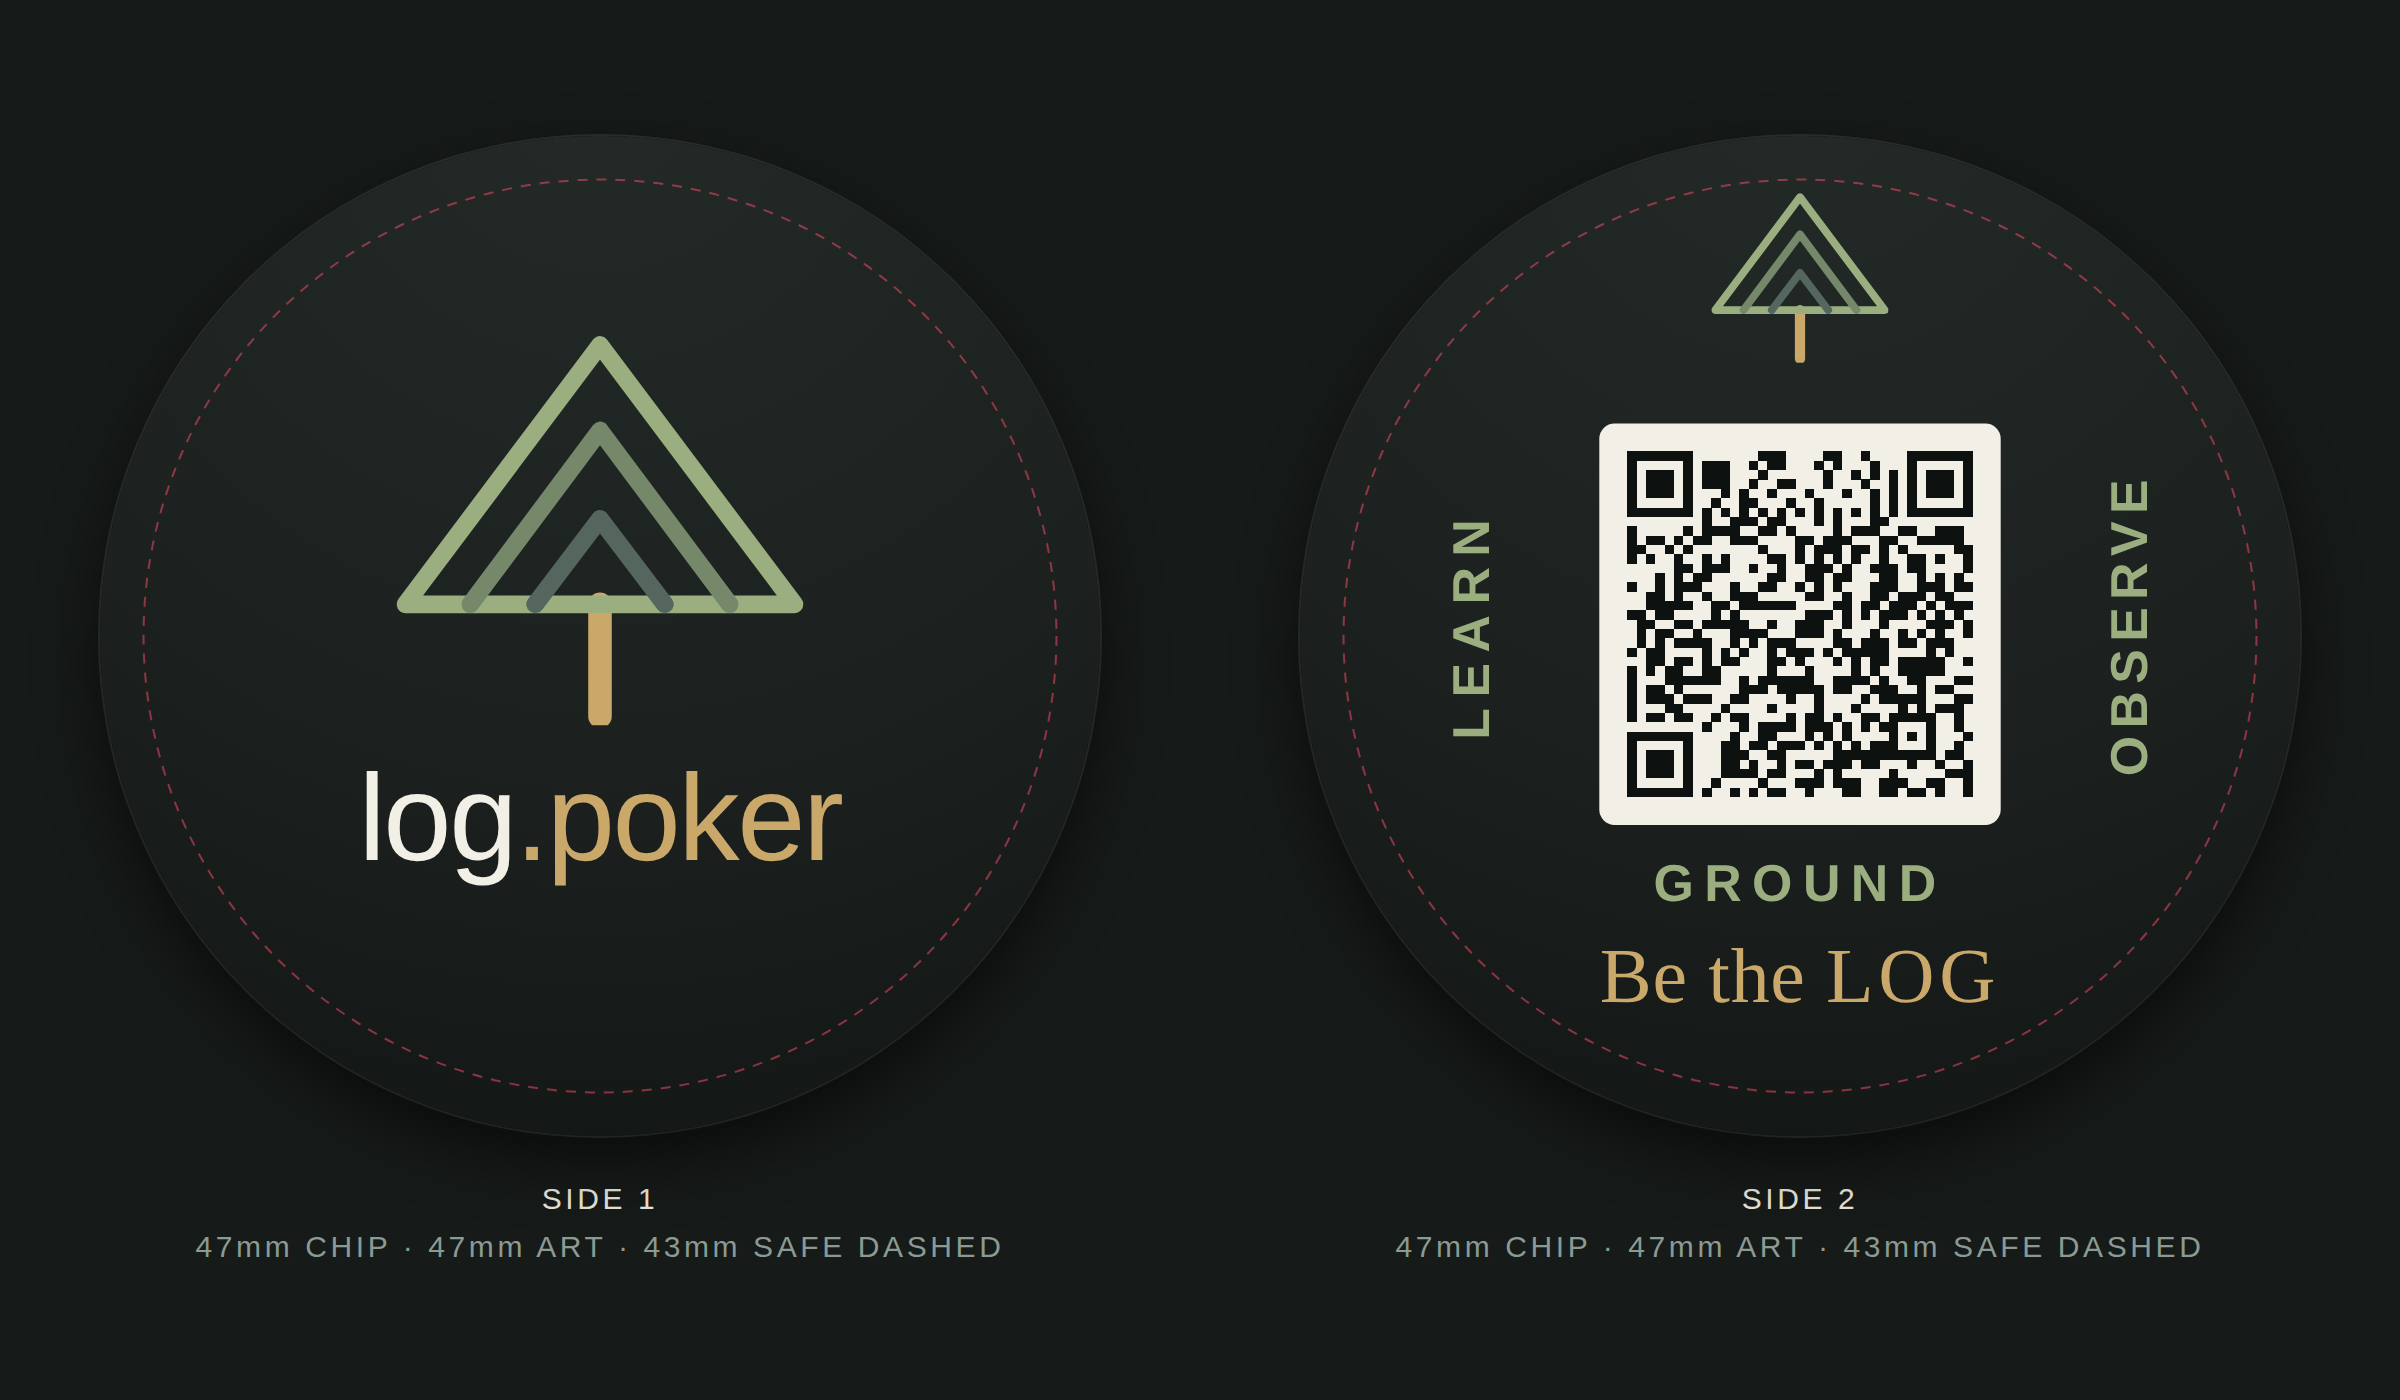 log.poker
SIDE 1
47mm CHIP · 47mm ART · 43mm SAFE DASHED
LEARN
OBSERVE
GROUND
Be the LOG
SIDE 2
47mm CHIP · 47mm ART · 43mm SAFE DASHED